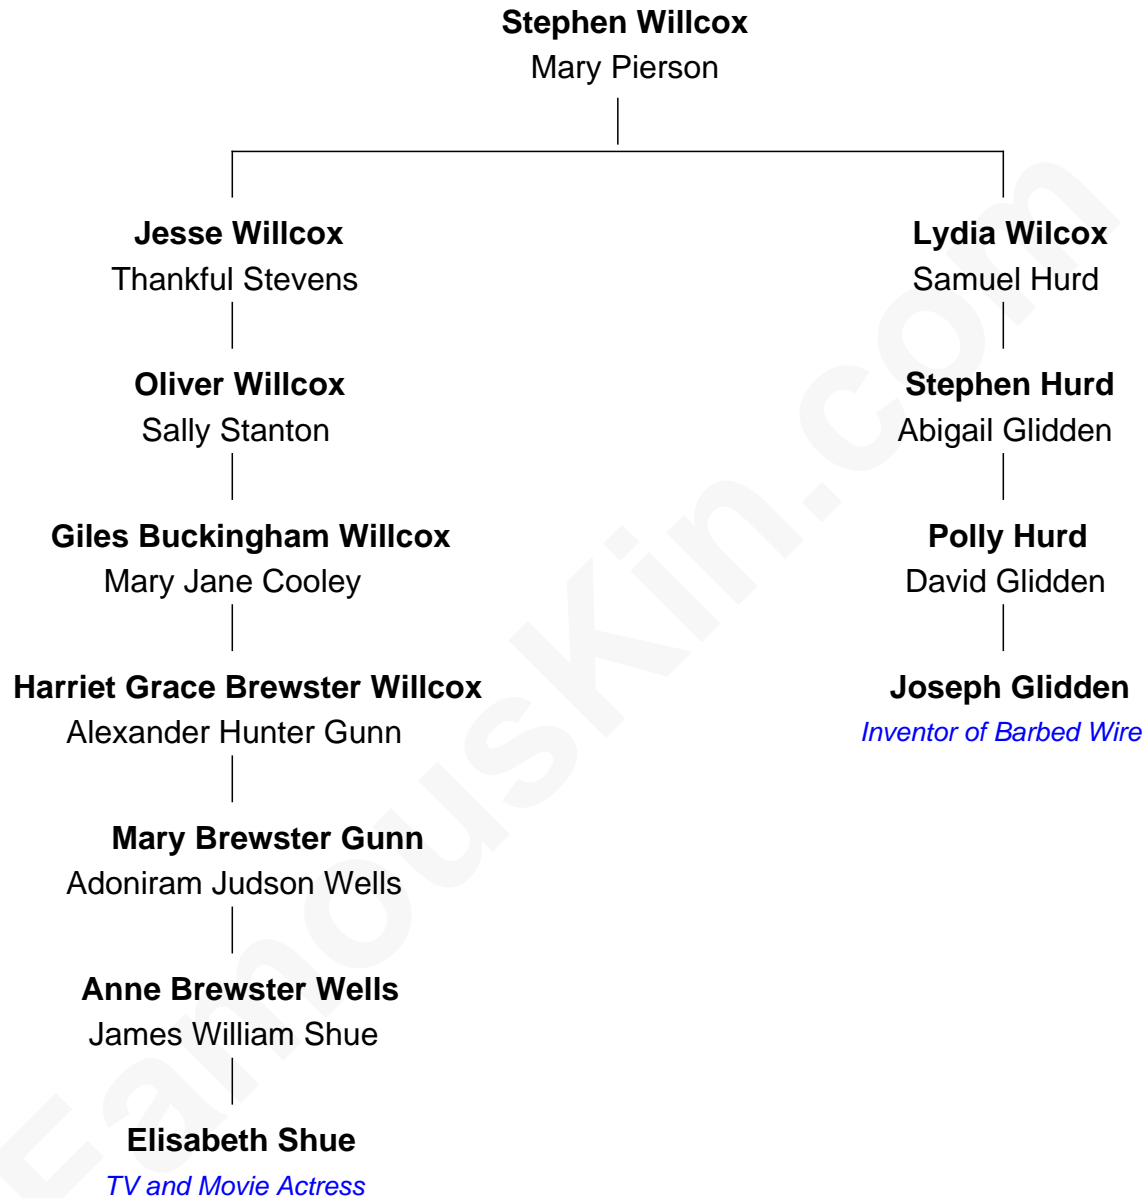 Stephen Willcox
Mary Pierson
Jesse Willcox
Thankful Stevens
Lydia Wilcox
Samuel Hurd
Oliver Willcox
Sally Stanton
Stephen Hurd
Abigail Glidden
Giles Buckingham Willcox
Mary Jane Cooley
Polly Hurd
David Glidden
Harriet Grace Brewster Willcox
Alexander Hunter Gunn
Joseph Glidden
Inventor of Barbed Wire
Mary Brewster Gunn
Adoniram Judson Wells
Anne Brewster Wells
James William Shue
Elisabeth Shue
TV and Movie Actress
FamousKin.com